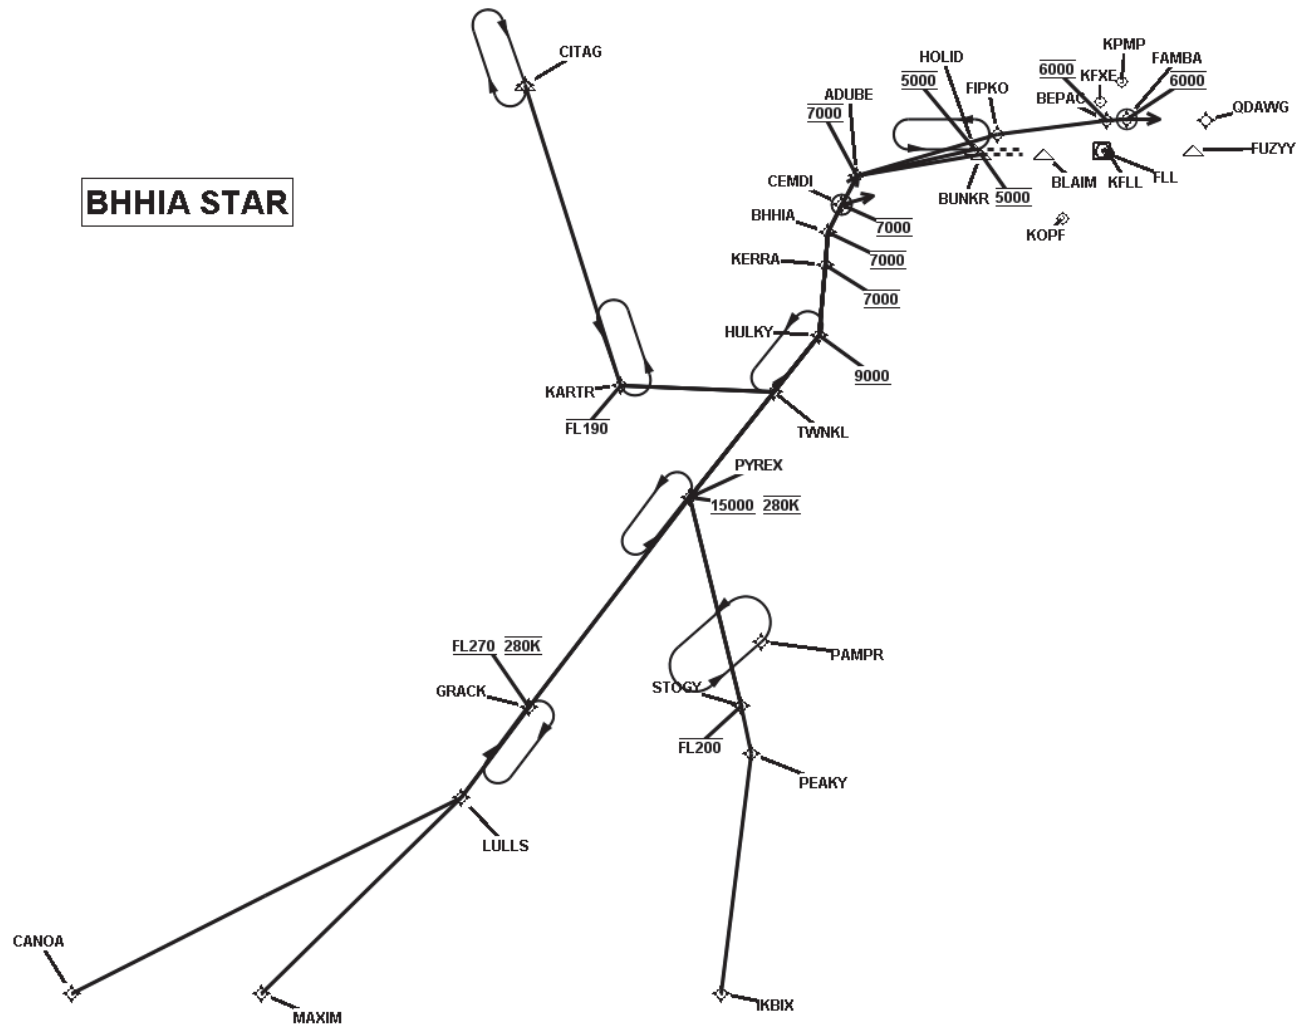 CITAG
KPMP
HOLID
FAMBA
6000
KFXE
5000
FIPKO
6000
ADUBE
BEPAC
QDAWG
7000
FUZYY
BHHIA STAR
CEMDI
BLAIM
KFLL
FLL
BUNKR
5000
BHHIA
7000
KOPF
KERRA
7000
7000
HULKY
9000
KARTR
FL190
TWNKL
PYREX
15000 280K
FL270 280K
PAMPR
GRACK
STOGY
FL200
PEAKY
LULLS
CANOA
IKBIX
MAXIM